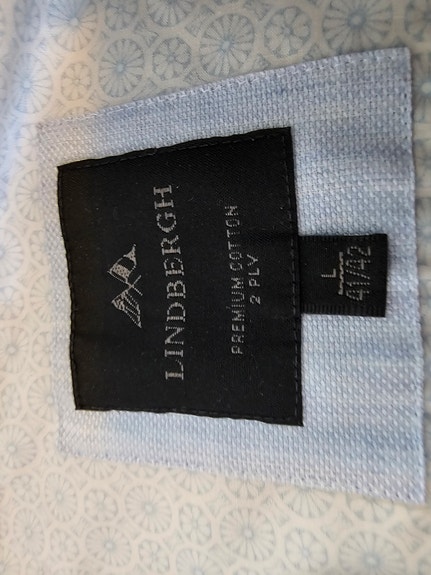 LINDBERGH
PREMIUM COTTON
2 PLY
L
41/42